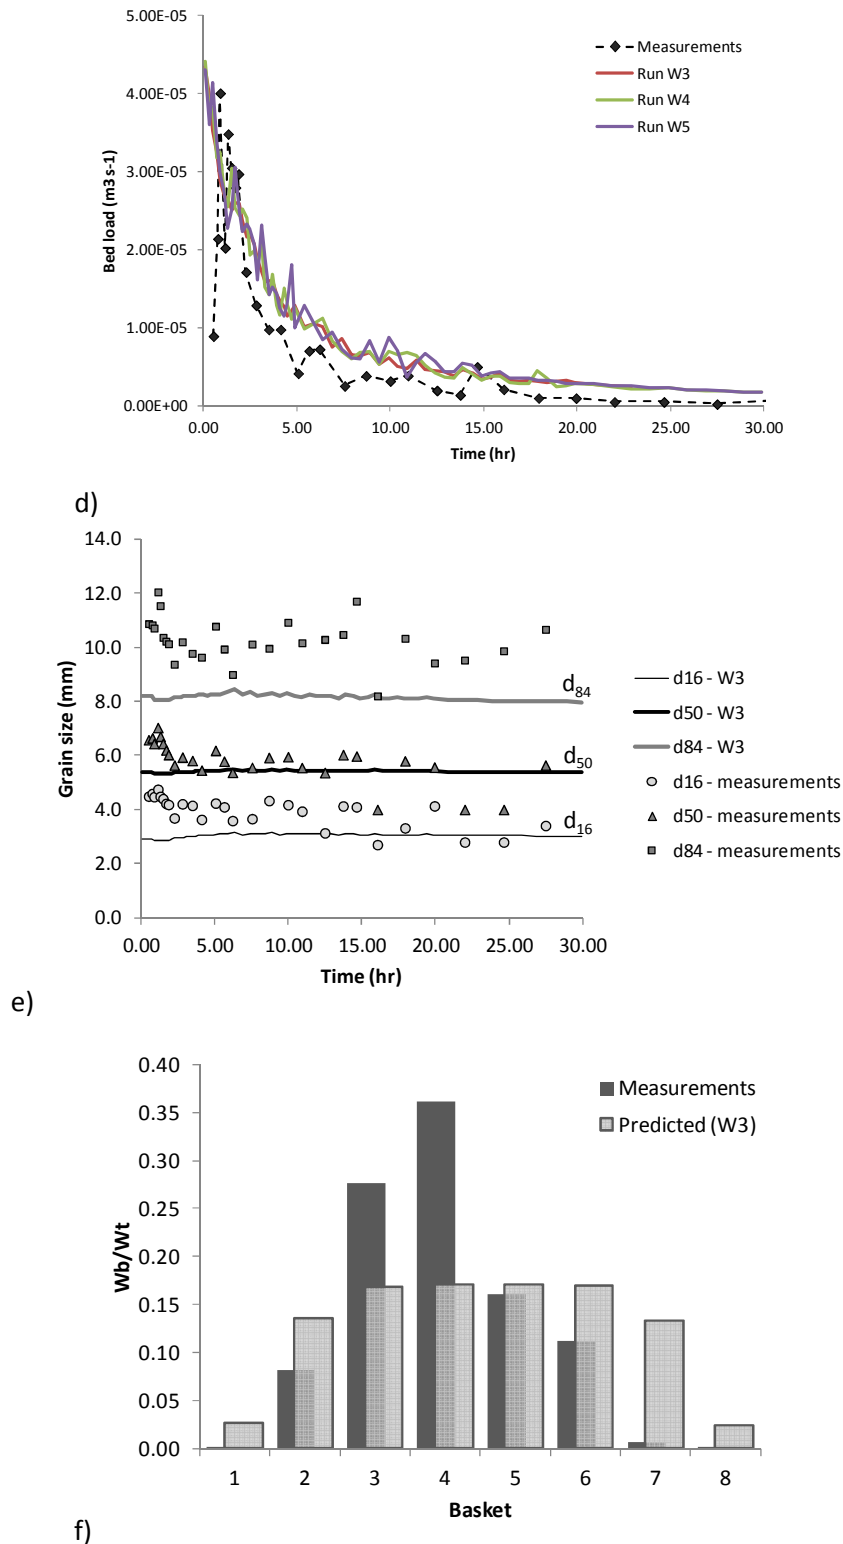 5.00E-05
4.00E-05
3.00E-05
2.00E-05
1.00E-05
0.00E+00
Bed load (m3 s-1)
0.00 5.00 10.00 15.00 20.00 25.00 30.00
Time (hr)
Measurements
Run W3
Run W4
Run W5
d)
14.0
12.0
10.0
8.0
6.0
4.0
2.0
0.0
Grain size (mm)
d84
d50
d16
0.00 5.00 10.00 15.00 20.00 25.00 30.00
Time (hr)
d16 - W3
d50 - W3
d84 - W3
d16 - measurements
d50 - measurements
d84 - measurements
e)
0.40
0.35
0.30
0.25
0.20
0.15
0.10
0.05
0.00
Wb/Wt
Measurements
Predicted (W3)
1 2 3 4 5 6 7 8
Basket
f)